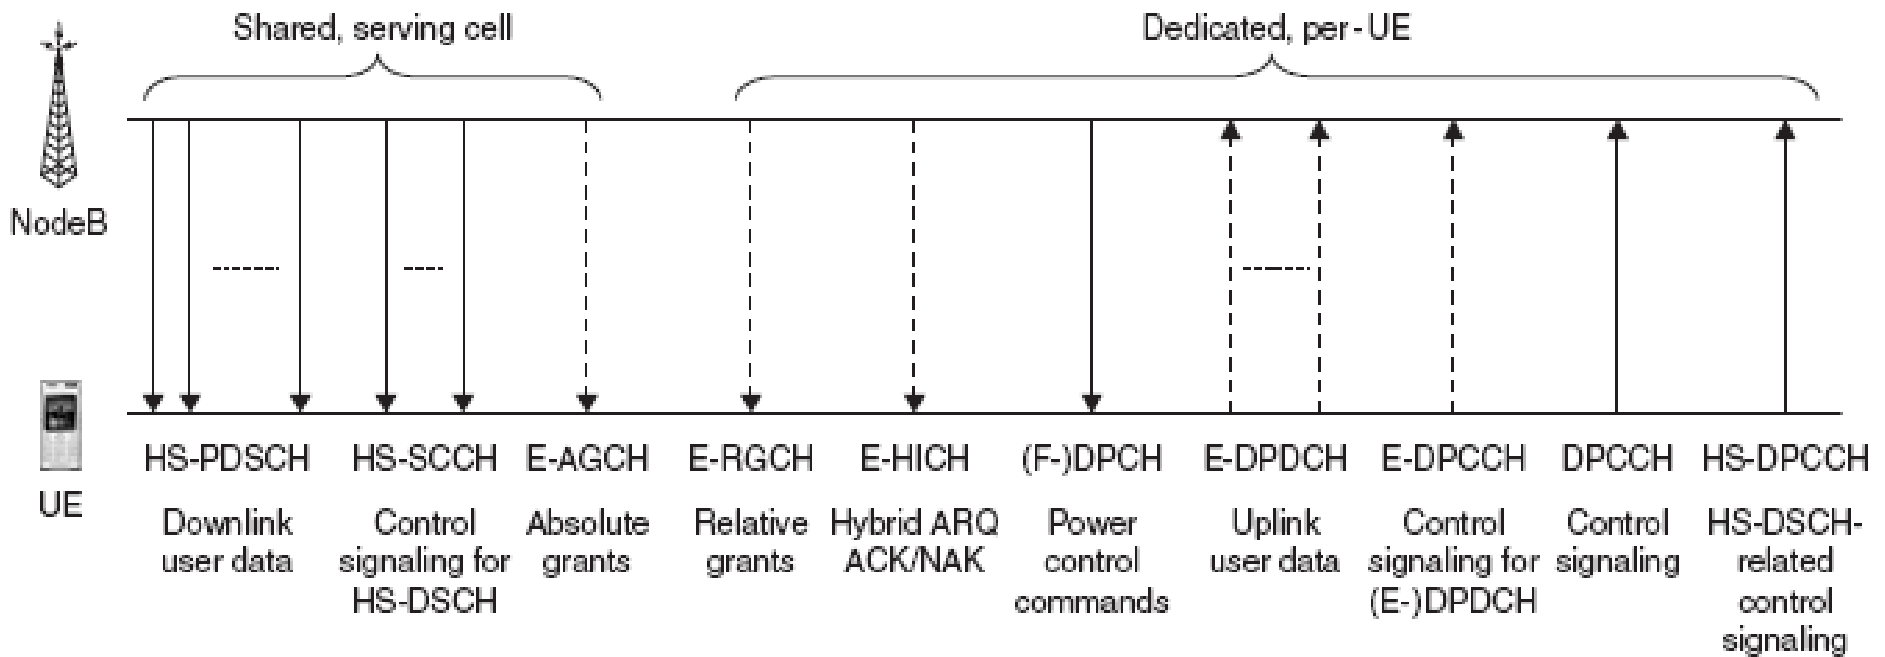 Shared, serving cell
Dedicated, per-UE
NodeB
UE
HS-PDSCH
Downlink
user data
HS-SCCH
Control
signaling for
HS-DSCH
E-AGCH
Absolute
grants
E-RGCH
Relative
grants
E-HICH
Hybrid ARQ
ACK/NAK
(F-)DPCH
Power
control
commands
E-DPDCH
Uplink
user data
E-DPCCH
Control
signaling for
(E-)DPDCH
DPCCH
Control
signaling
HS-DPCCH
HS-DSCH-
related
control
signaling